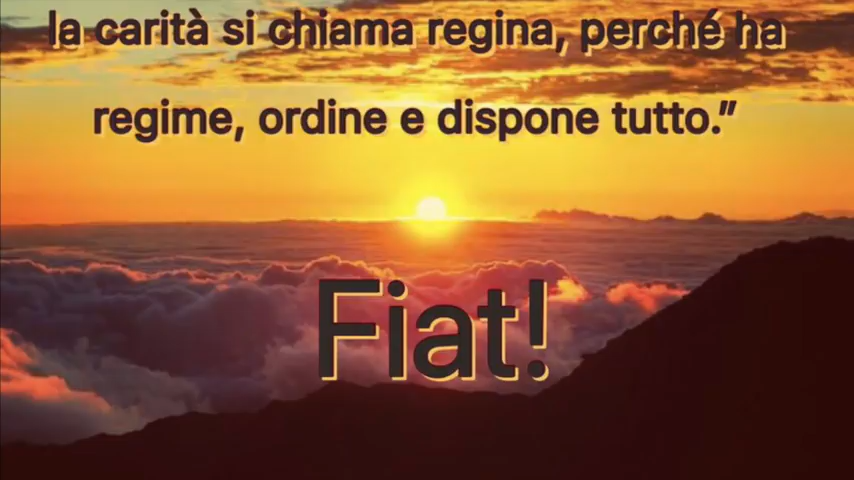 la carità si chiama regina, perché ha
regime, ordine e dispone tutto.”
Fiat!